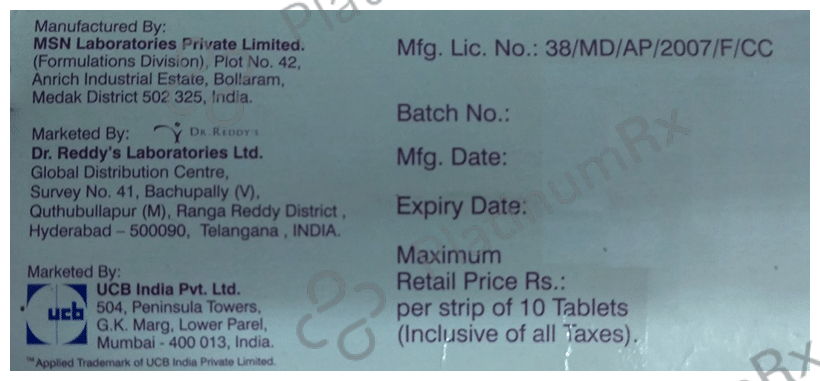 Manufactured By:
MSN Laboratories Private Limited.
(Formulations Division), Plot No. 42,
Anrich Industrial Estate, Bollaram,
Medak District 502 325, India.
Marketed By: DR. REDDY'S
Dr. Reddy's Laboratories Ltd.
Global Distribution Centre,
Survey No. 41, Bachupally (V),
Quthubullapur (M), Ranga Reddy District ,
Hyderabad – 500090, Telangana , INDIA.
Marketed By:
ucb
UCB India Pvt. Ltd.
504, Peninsula Towers,
G.K. Marg, Lower Parel,
Mumbai - 400 013, India.
™Applied Trademark of UCB India Private Limited.
Mfg. Lic. No.: 38/MD/AP/2007/F/CC
Batch No.:
Mfg. Date:
Expiry Date:
Maximum
Retail Price Rs.:
per strip of 10 Tablets
(Inclusive of all Taxes).
PlatinumRx